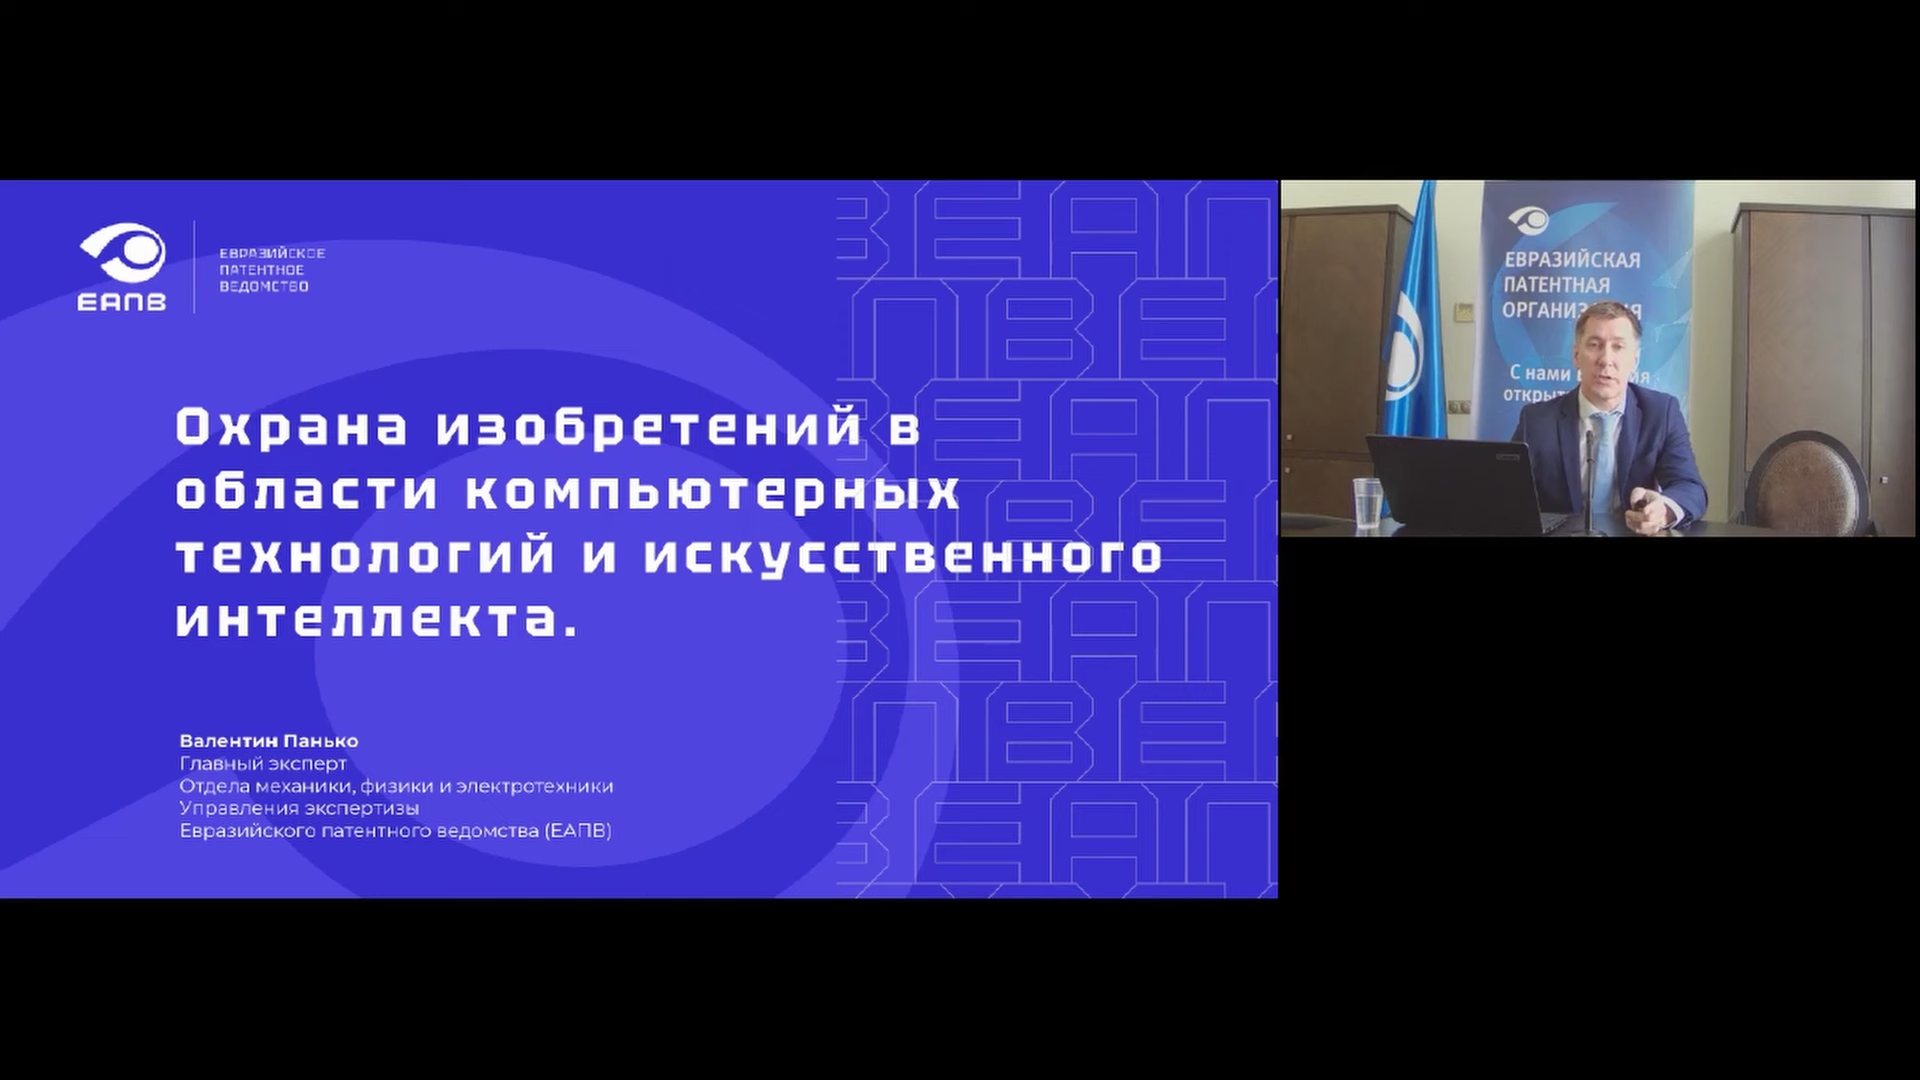 ЕАПВ
ЕВРАЗИЙСКОЕ
ПАТЕНТНОЕ
ВЕДОМСТВО
Охрана изобретений в
области компьютерных
технологий и искусственного
интеллекта.
Валентин Панько
Главный эксперт
Отдела механики, физики и электротехники
Управления экспертизы
Евразийского патентного ведомства (ЕАПВ)
ЕВРАЗИЙСКАЯ
ПАТЕНТНАЯ
С нами